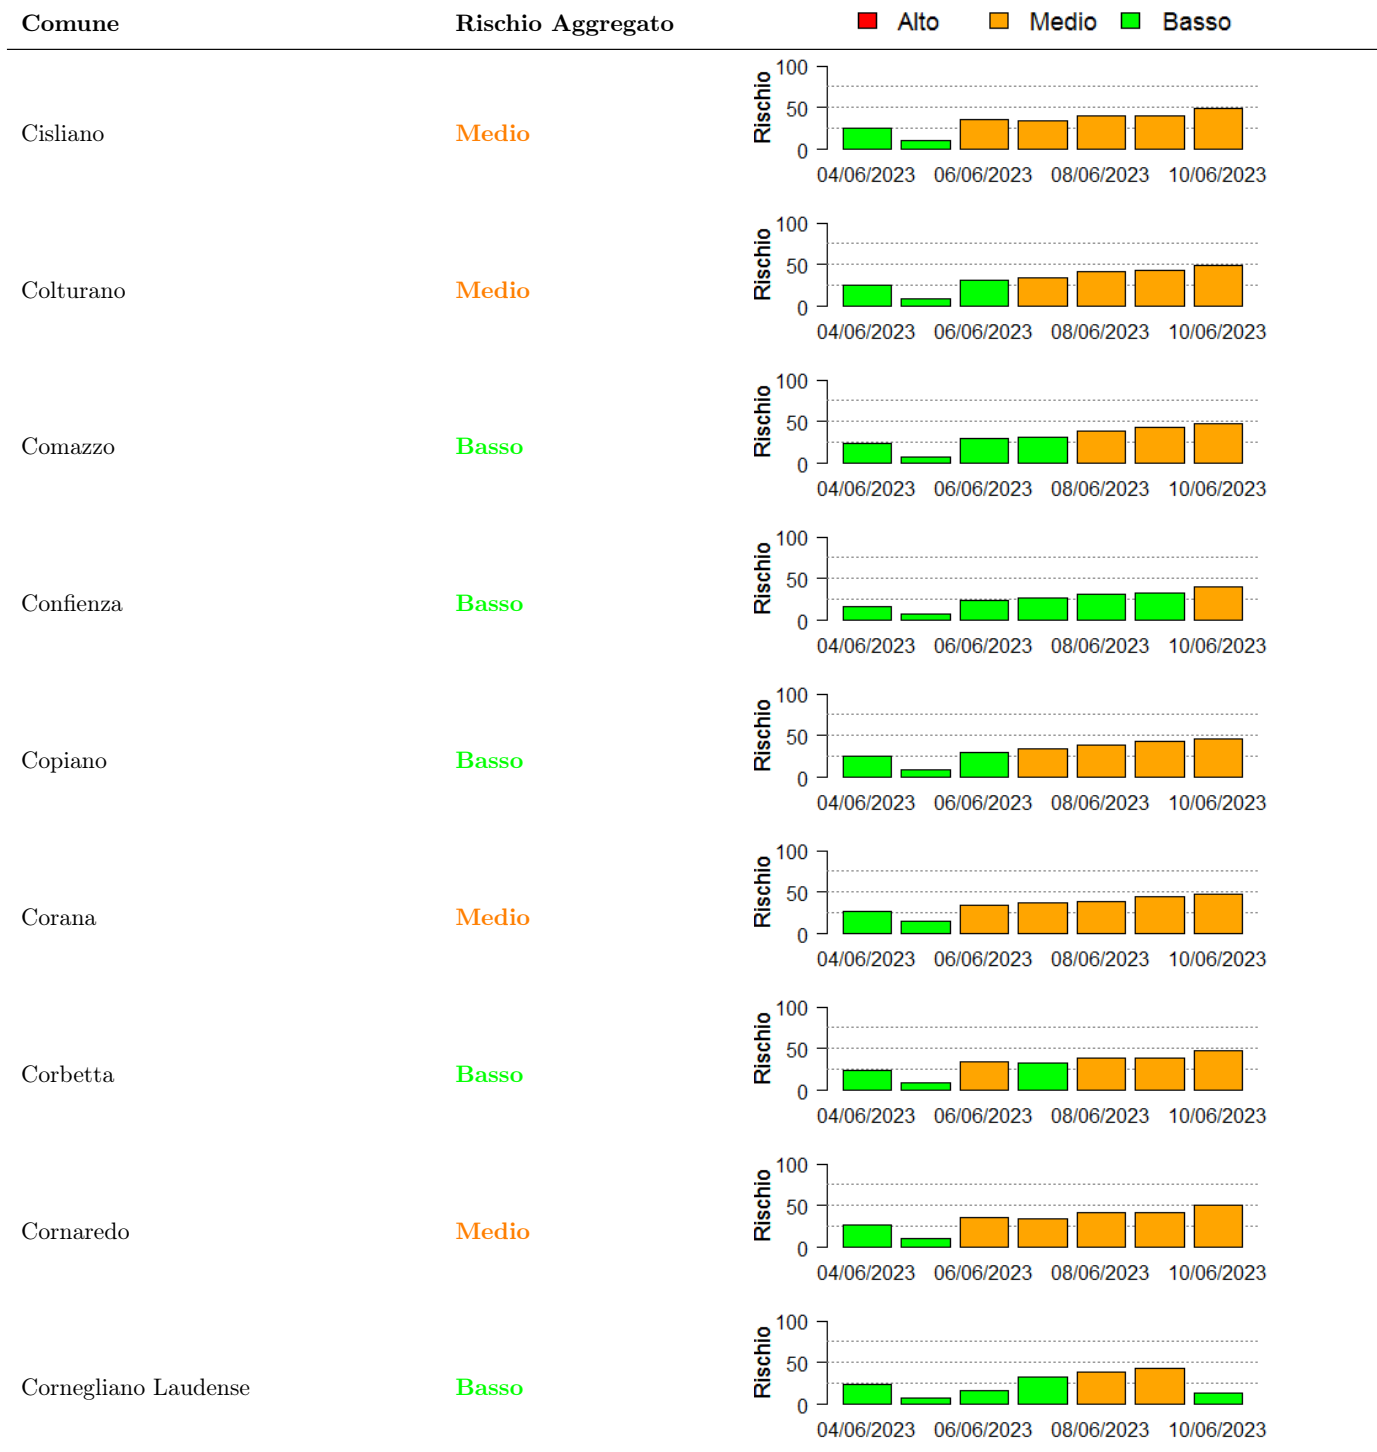 Comune Rischio Aggregato Alto Medio Basso
Cisliano Medio Rischio 100 50 0
04/06/2023 06/06/2023 08/06/2023 10/06/2023
Colturano Medio Rischio 100 50 0
04/06/2023 06/06/2023 08/06/2023 10/06/2023
Comazzo Basso Rischio 100 50 0
04/06/2023 06/06/2023 08/06/2023 10/06/2023
Confienza Basso Rischio 100 50 0
04/06/2023 06/06/2023 08/06/2023 10/06/2023
Copiano Basso Rischio 100 50 0
04/06/2023 06/06/2023 08/06/2023 10/06/2023
Corana Medio Rischio 100 50 0
04/06/2023 06/06/2023 08/06/2023 10/06/2023
Corbetta Basso Rischio 100 50 0
04/06/2023 06/06/2023 08/06/2023 10/06/2023
Cornaredo Medio Rischio 100 50 0
04/06/2023 06/06/2023 08/06/2023 10/06/2023
Cornegliano Laudense Basso Rischio 100 50 0
04/06/2023 06/06/2023 08/06/2023 10/06/2023